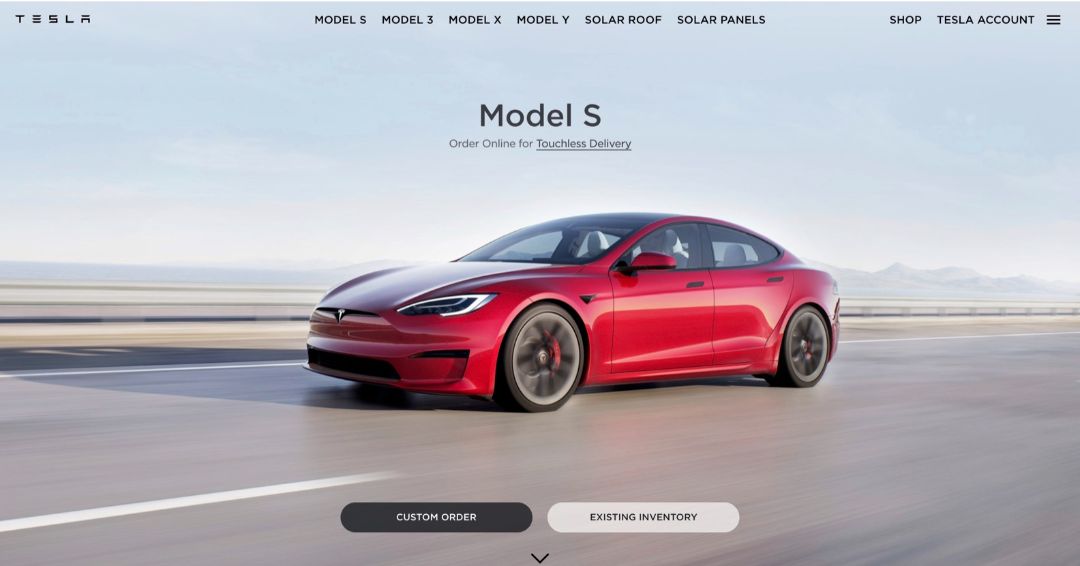 TESLA
MODEL S MODEL 3 MODEL X MODEL Y SOLAR ROOF SOLAR PANELS
SHOP TESLA ACCOUNT
Model S
Order Online for Touchless Delivery
CUSTOM ORDER
EXISTING INVENTORY